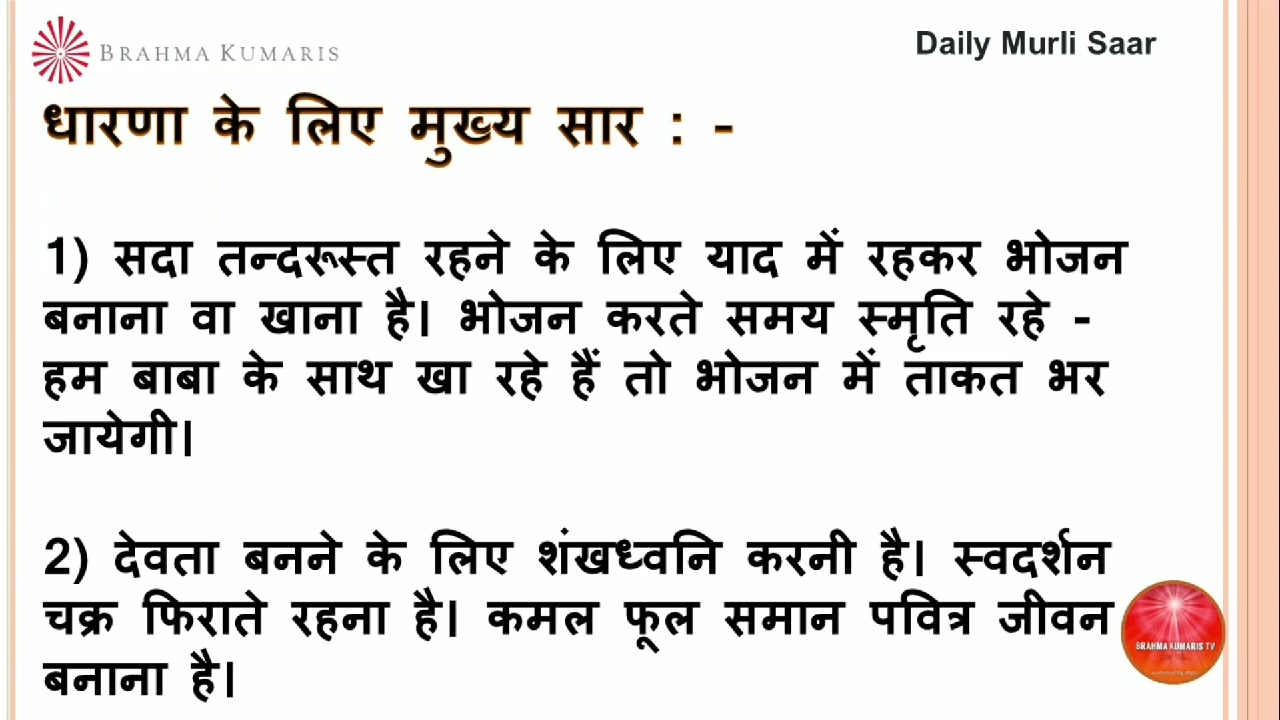 BRAHMA KUMARIS
Daily Murli Saar
धारणा के लिए मुख्य सार : -
1) सदा तन्दरूस्त रहने के लिए याद में रहकर भोजन
बनाना वा खाना है। भोजन करते समय स्मृति रहे -
हम बाबा के साथ खा रहे हैं तो भोजन में ताकत भर
जायेगी।
2) देवता बनने के लिए शंखध्वनि करनी है। स्वदर्शन
चक्र फिराते रहना है। कमल फूल समान पवित्र जीवन
बनाना है।
BRAHMA KUMARIS TV